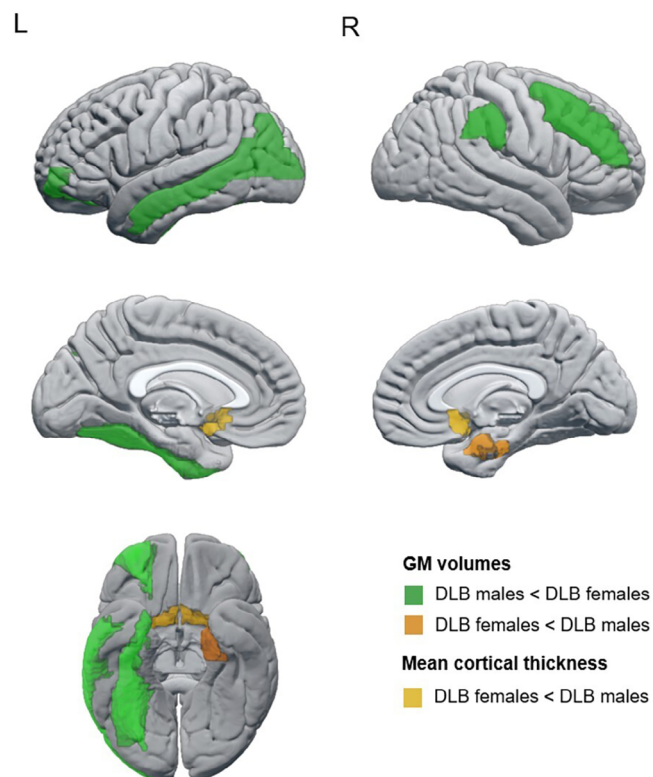 L
R
GM volumes
DLB males < DLB females
DLB females < DLB males
Mean cortical thickness
DLB females < DLB males